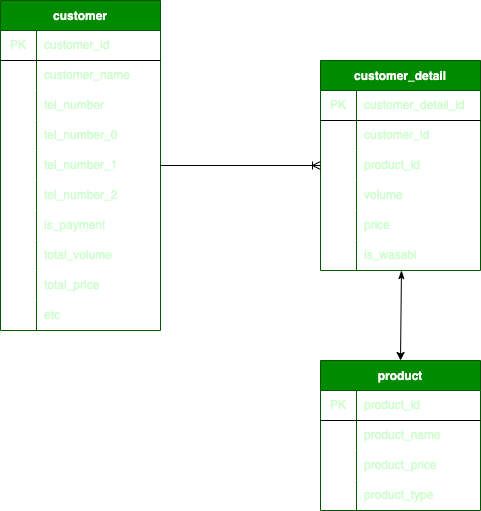 customer
PK customer_id
customer_name
tel_number
tel_number_0
tel_number_1
tel_number_2
is_payment
total_volume
total_price
etc
customer_detail
PK customer_detail_id
customer_id
product_id
volume
price
is_wasabi
product
PK product_id
product_name
product_price
product_type